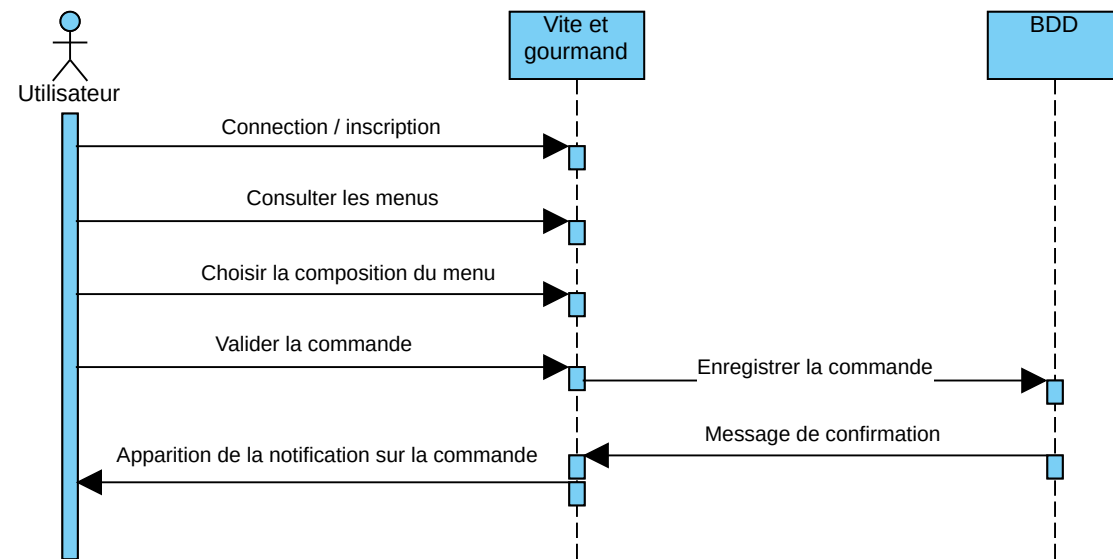 Utilisateur
Vite et
gourmand
BDD
Connection / inscription
Consulter les menus
Choisir la composition du menu
Valider la commande
Enregistrer la commande
Message de confirmation
Apparition de la notification sur la commande